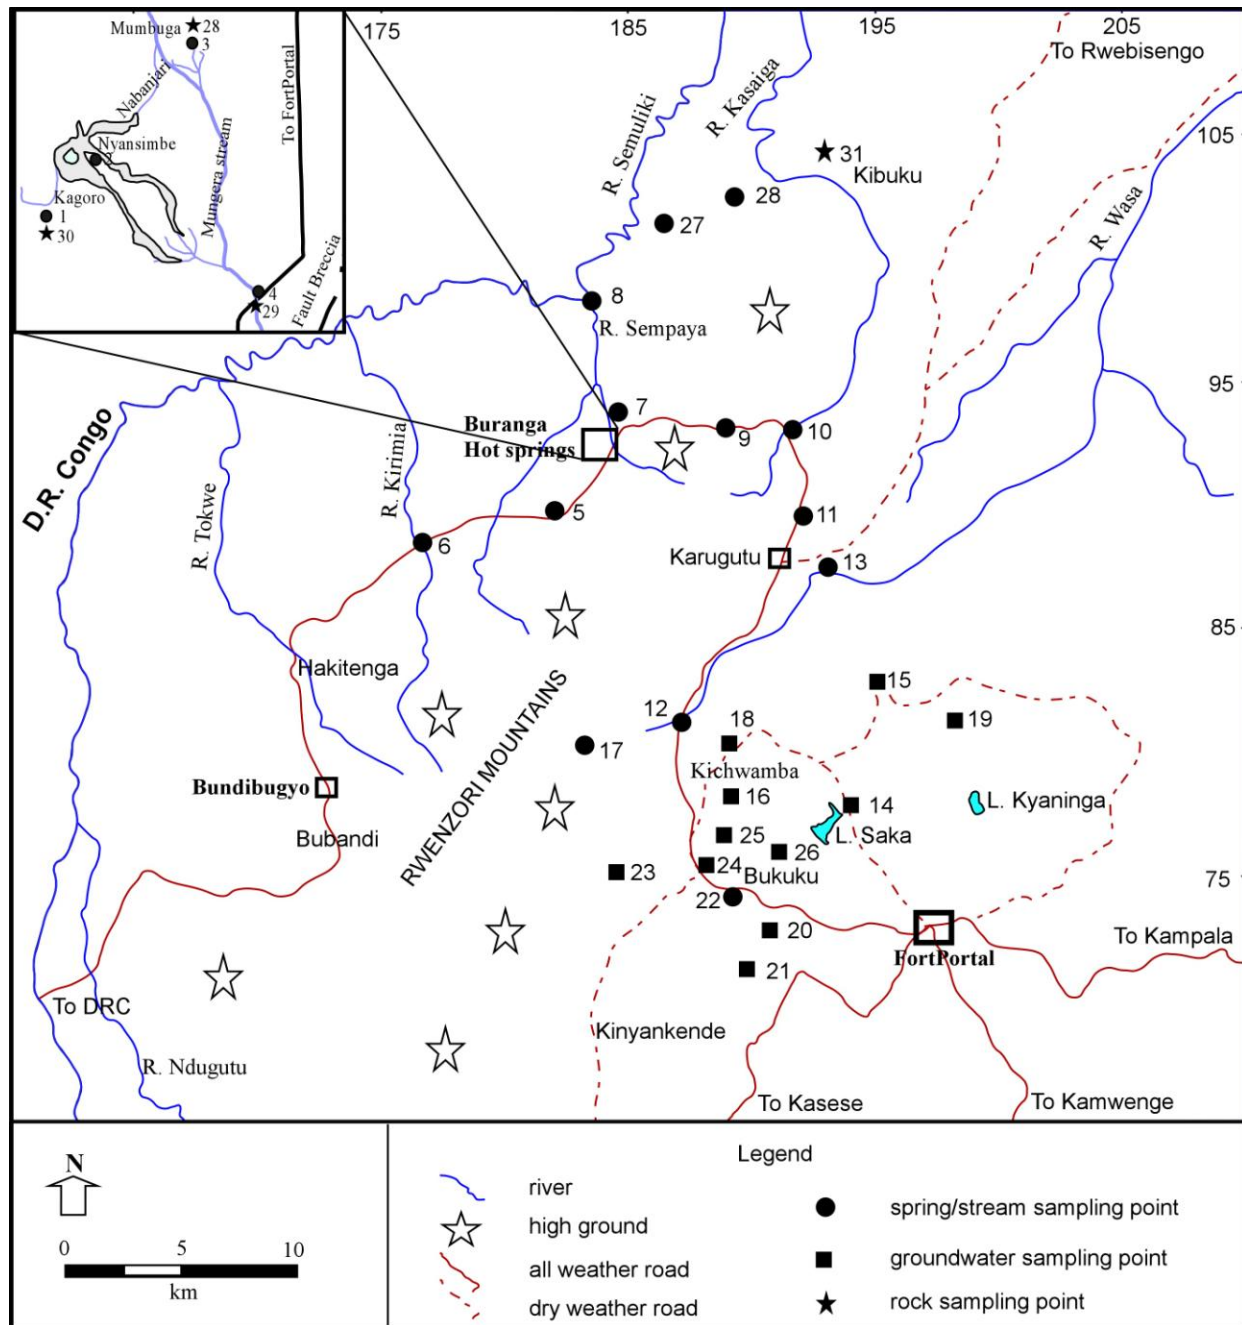 Mumbuga
28
3
Nabanjari
Nyansimbe
2
Mungera stream
To FortPortal
Kagoro
1
30
4
29
Fault Breccia
175
185
195
205
To Rwebisengo
R. Semuliki
R. Kasaiga
105
31
Kibuku
28
27
R. Wasa
8
R. Sempaya
95
D.R. Congo
7
Buranga
Hot springs
9
10
R. Kirimia
R. Tokwe
5
11
6
Karugutu
13
85
Hakitenga
15
12
18
19
RWENZORI MOUNTAINS
17
Kichwamba
Bundibugyo
16
14
L. Kyaninga
Bubandi
25
L. Saka
26
23
24
Bukuku
75
22
20
To Kampala
FortPortal
21
To DRC
Kinyankende
R. Ndugutu
To Kasese
To Kamwenge
N
0
5
10
km
Legend
river
spring/stream sampling point
high ground
groundwater sampling point
all weather road
rock sampling point
dry weather road